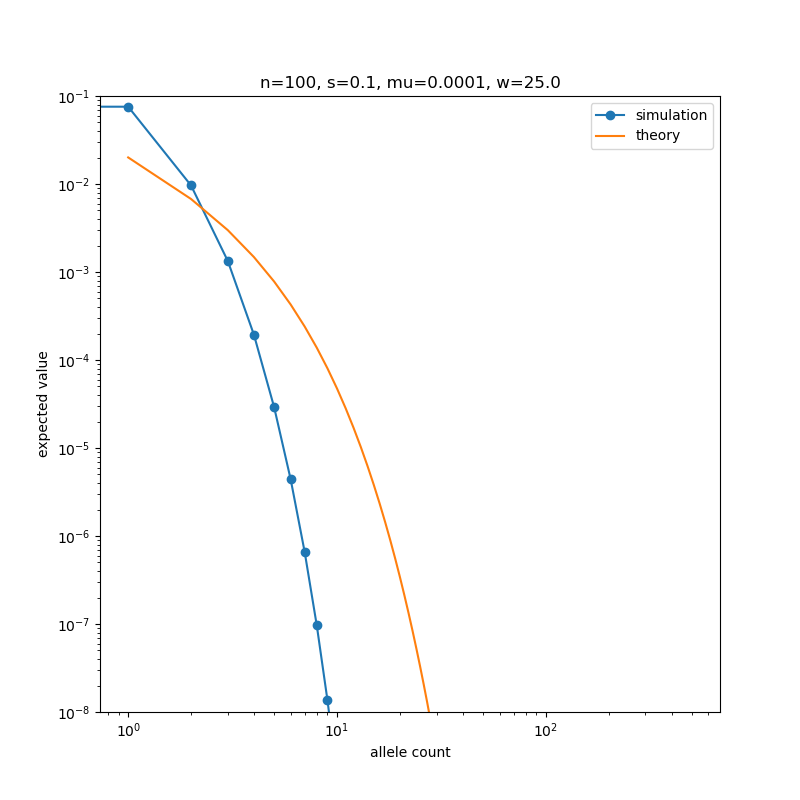 n=100, s=0.1, mu=0.0001, w=25.0
simulation
theory
10⁻¹
10⁻²
10⁻³
10⁻⁴
10⁻⁵
10⁻⁶
10⁻⁷
10⁻⁸
expected value
10⁰ 10¹ 10²
allele count